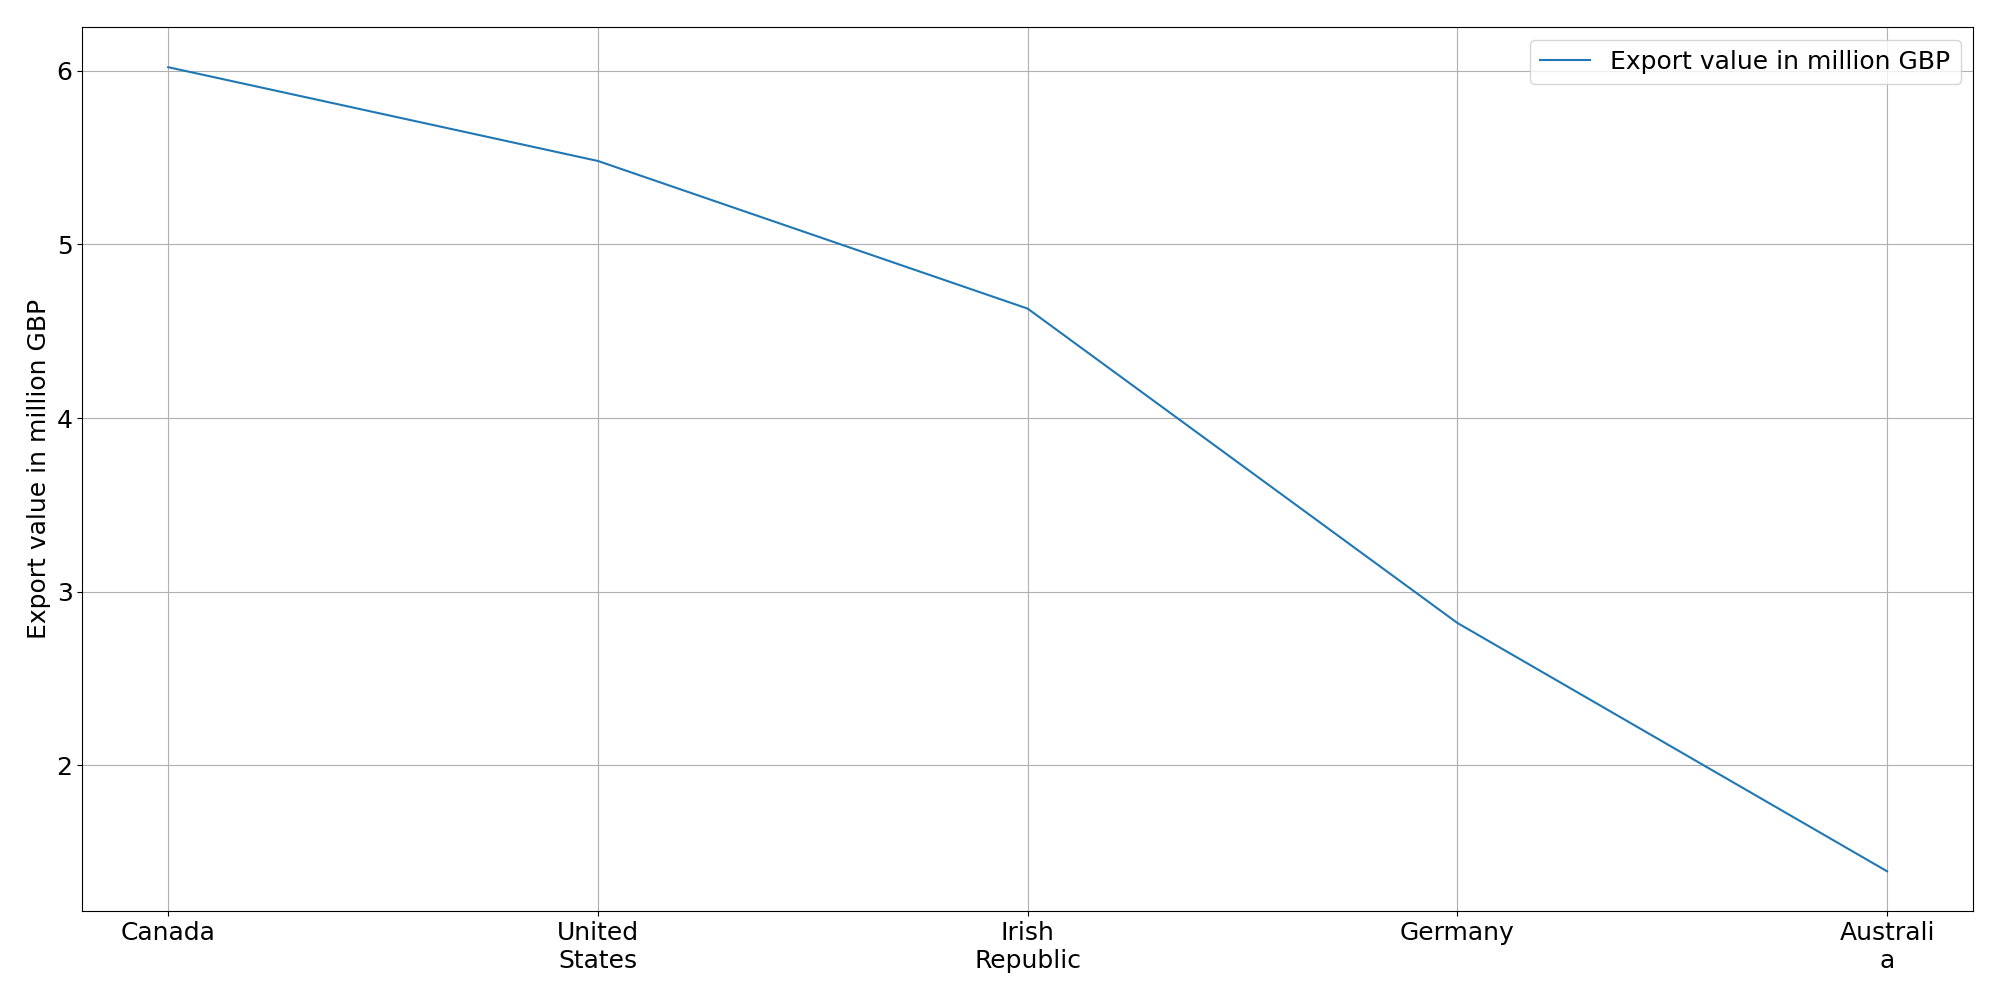 Export value in million GBP
6
5
4
3
2
Export value in million GBP
Canada
United
States
Irish
Republic
Germany
Australi
a